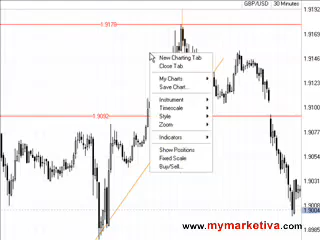 GBP/USD 30 Minutes
1.9192
1.9175
1.9169
1.9146
1.9123
1.9100
1.9092
1.9077
1.9054
1.9031
1.9008
1.9004
1.8985
New Charting Tab
Close Tab
My Charts
Save Chart...
Instrument
Timescale
Style
Zoom
Indicators
Show Positions
Fixed Scale
Buy/Sell...
www.mymarketiva.com